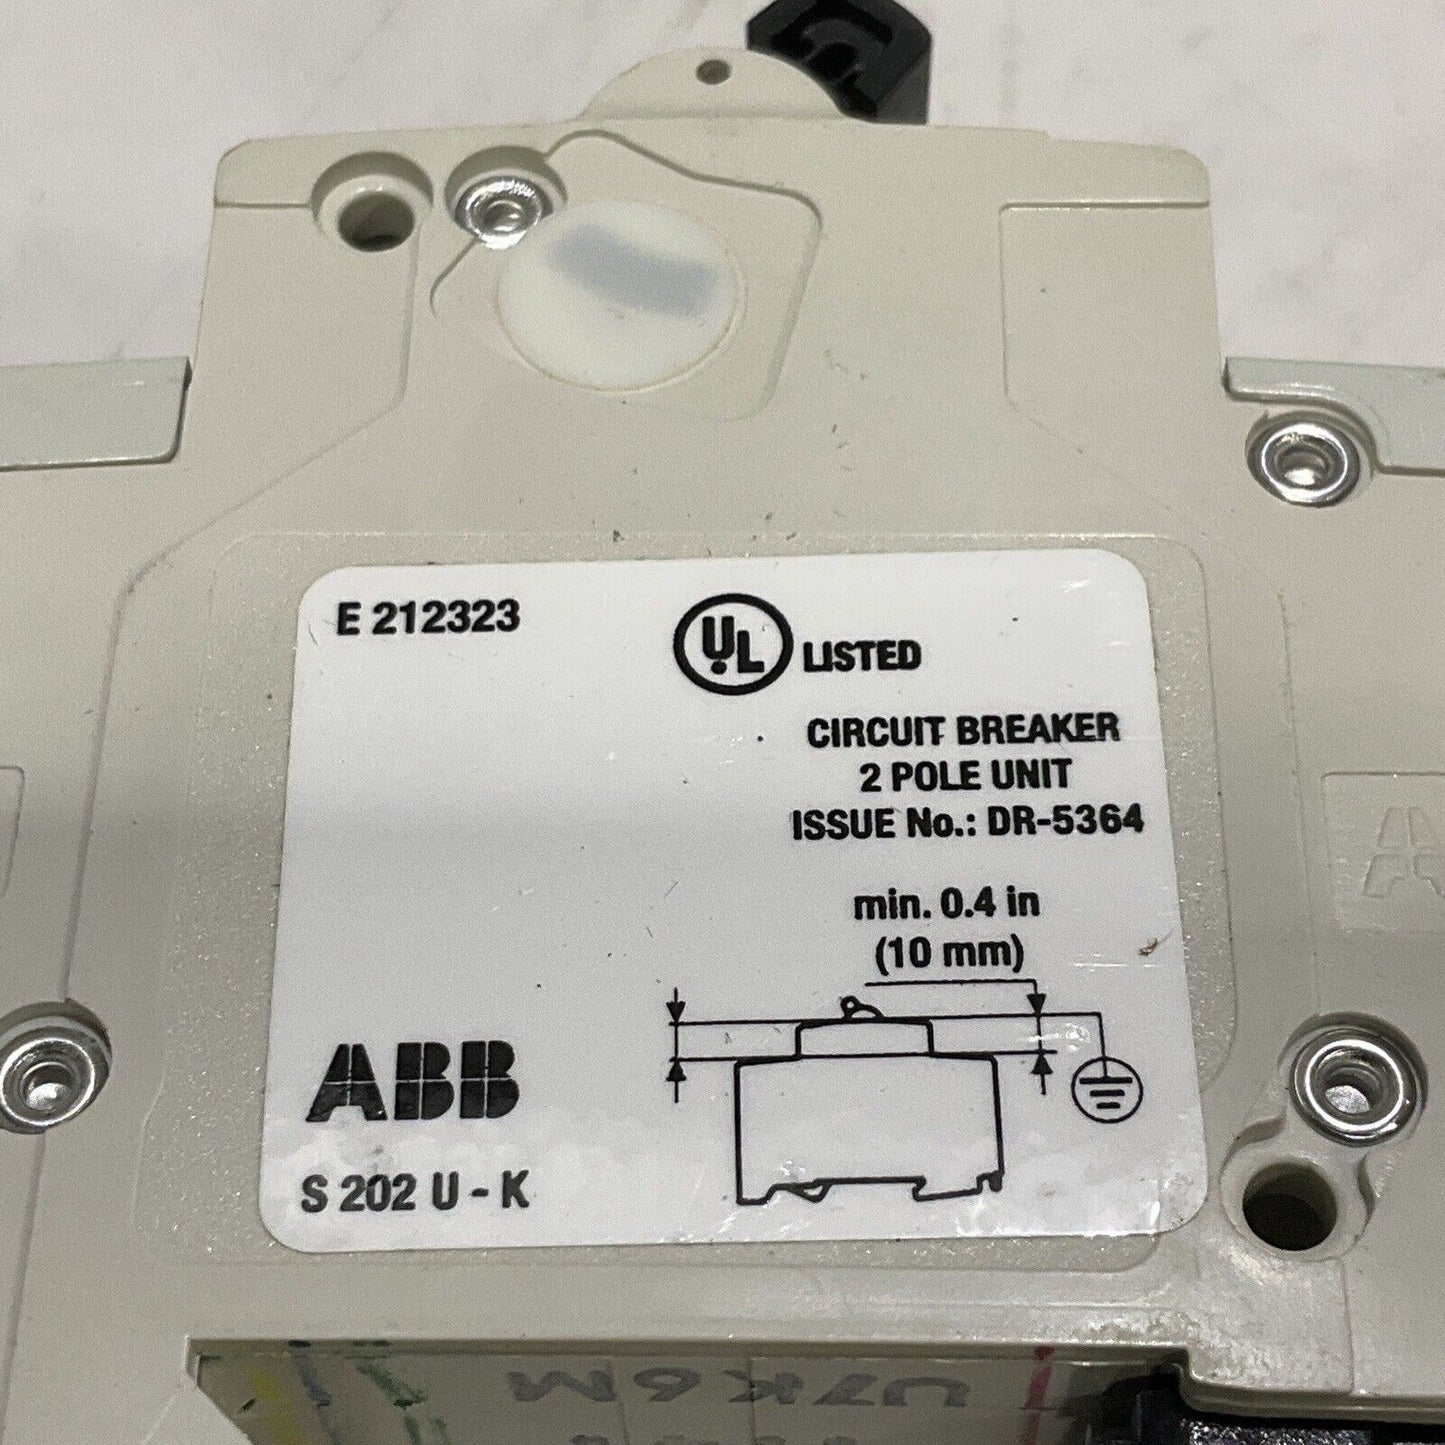 E 212323
UL LISTED
CIRCUIT BREAKER
2 POLE UNIT
ISSUE No.: DR-5364
min. 0.4 in
(10 mm)
ABB
S 202 U - K